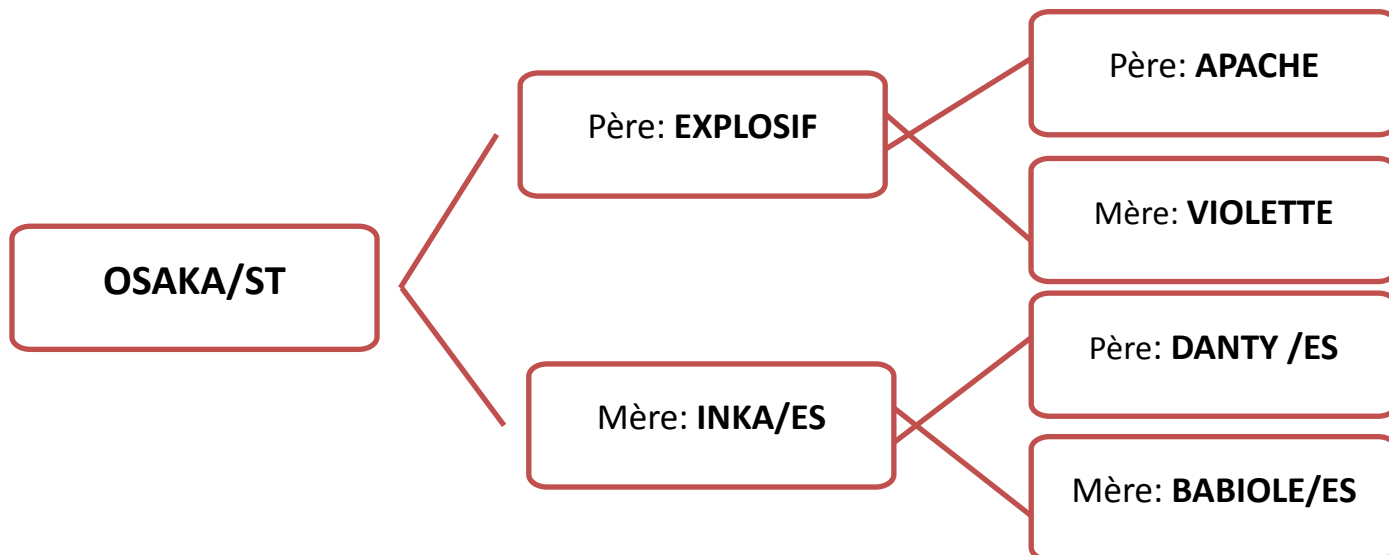 OSAKA/ST
Père: EXPLOSIF
Mère: INKA/ES
Père: APACHE
Mère: VIOLETTE
Père: DANTY /ES
Mère: BABIOLE/ES